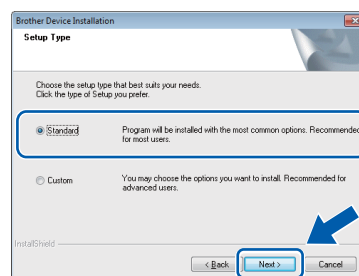 Brother Device Installation
Setup Type
Choose the setup type that best suits your needs.
Click the type of Setup you prefer.
Standard
Program will be installed with the most common options. Recommended
for most users.
Custom
You may choose the options you want to install. Recommended for
advanced users.
InstallShield
< Back
Next >
Cancel